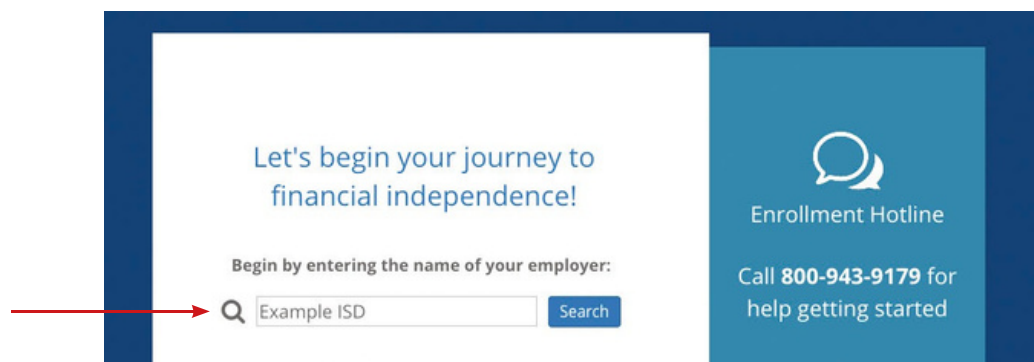 Let's begin your journey to
financial independence!
Begin by entering the name of your employer:
Example ISD
Search
Enrollment Hotline
Call 800-943-9179 for
help getting started